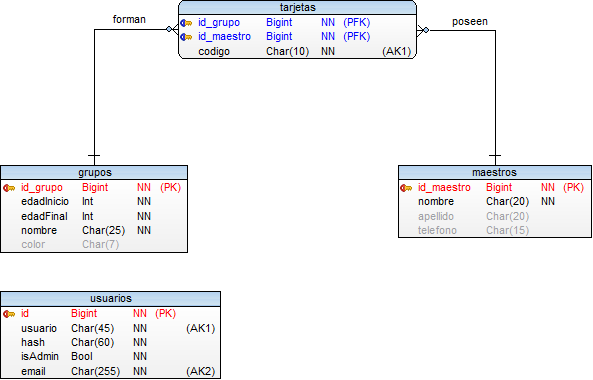 tarjetas
id_grupo Bigint NN (PFK)
id_maestro Bigint NN (PFK)
codigo Char(10) NN (AK1)
forman
poseen
grupos
id_grupo Bigint NN (PK)
edadInicio Int NN
edadFinal Int NN
nombre Char(25) NN
color Char(7)
maestros
id_maestro Bigint NN (PK)
nombre Char(20) NN
apellido Char(20)
telefono Char(15)
usuarios
id Bigint NN (PK)
usuario Char(45) NN (AK1)
hash Char(60) NN
isAdmin Bool NN
email Char(255) NN (AK2)